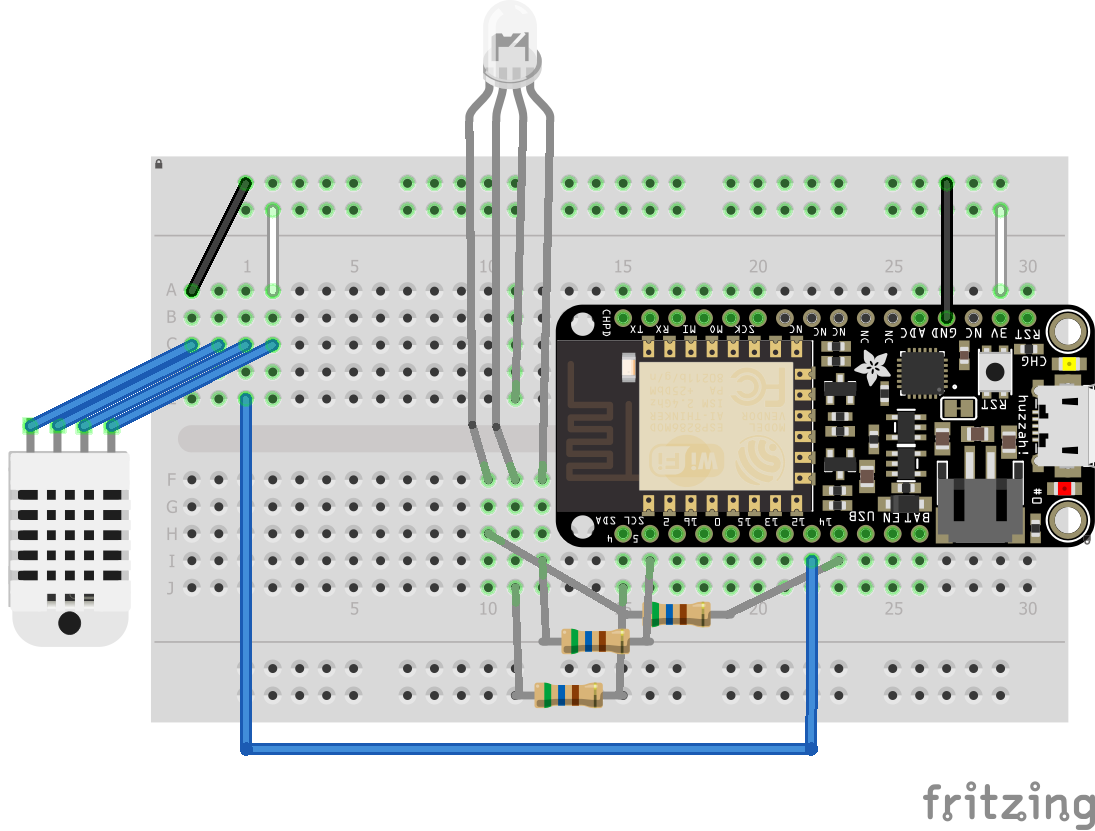 1 5 10 15 20 25 30
A
B
C
F
G
H
I
J
CHPD TX RX MI MO SCK NC NC NC NC ADC GND NC 3V RST
CHG
RST
huzzah!
FC
WiFi
#0
SDA SCL 2 16 0 15 13 12 14 USB EN BAT
4 5
5 10 20 25 30
fritzing